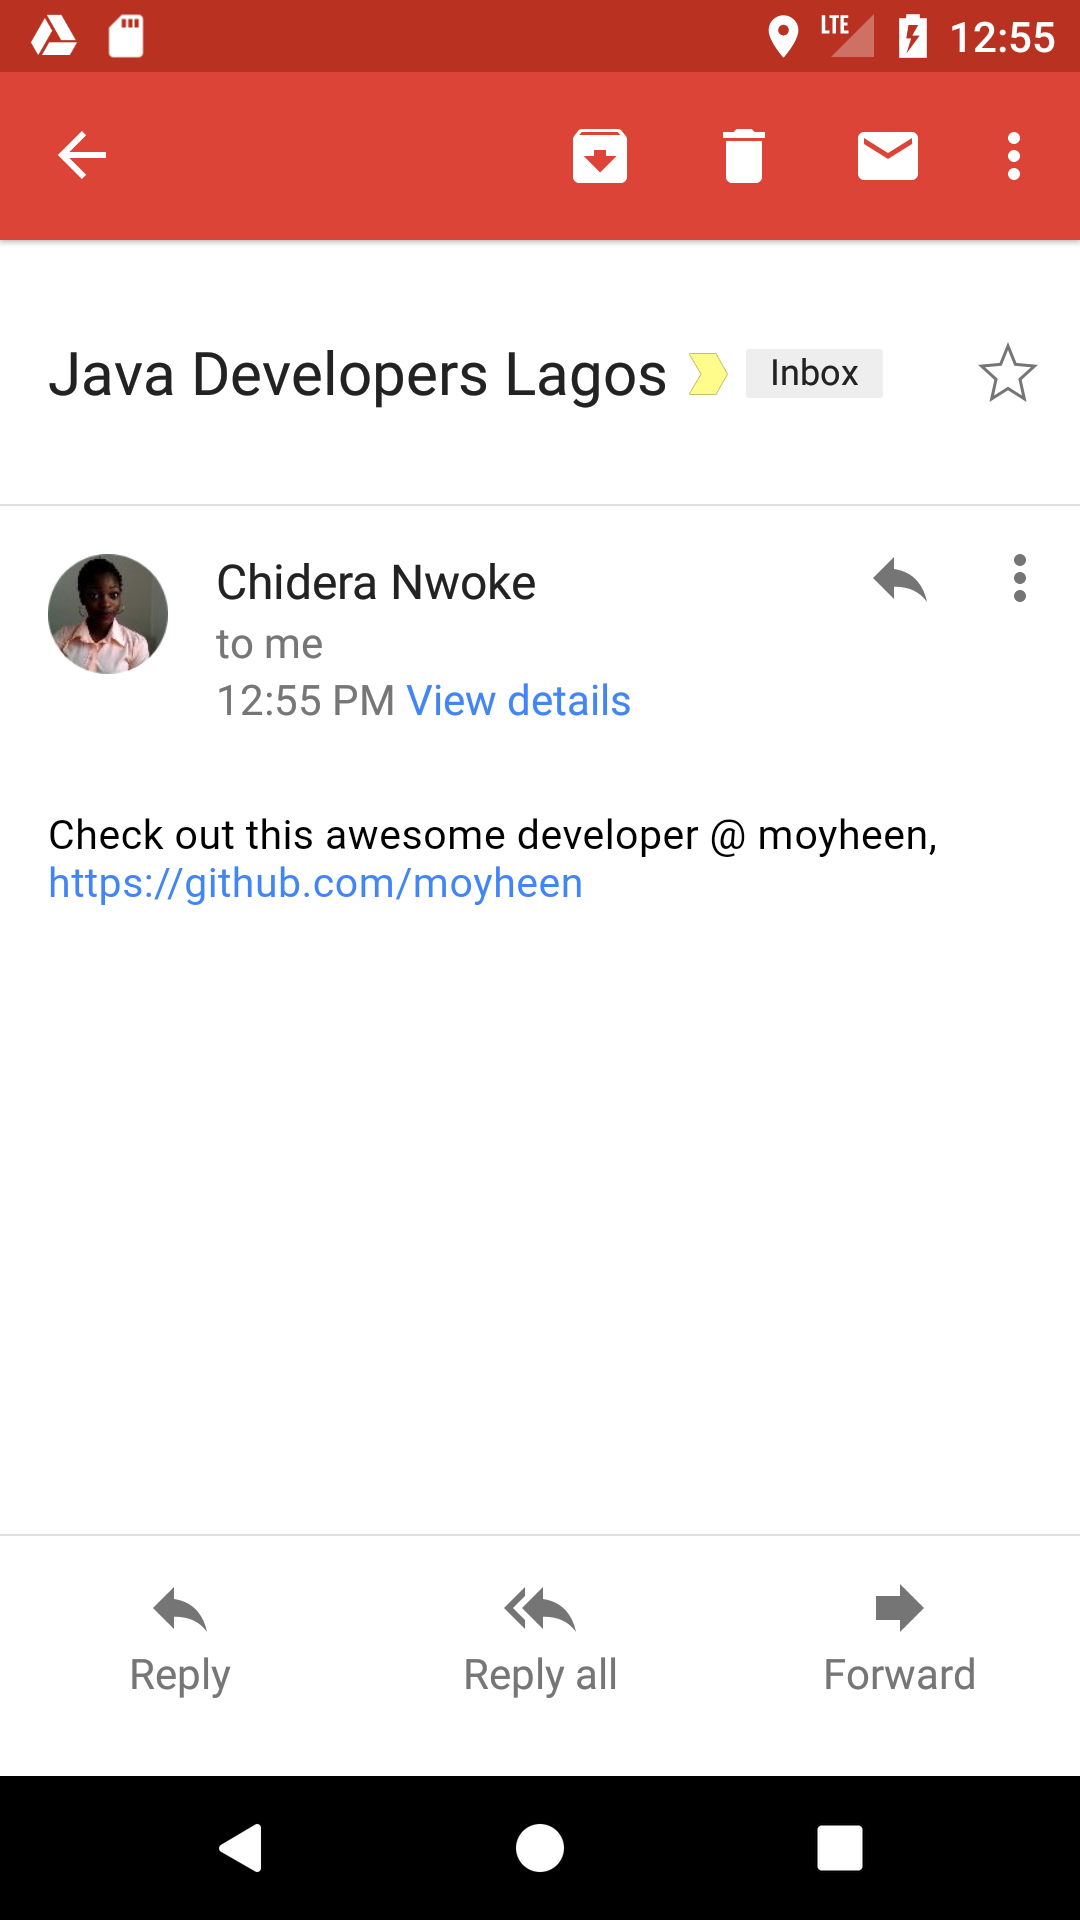 LTE 12:55
Java Developers Lagos Inbox
Chidera Nwoke
to me
12:55 PM View details
Check out this awesome developer @ moyheen,
https://github.com/moyheen
Reply Reply all Forward